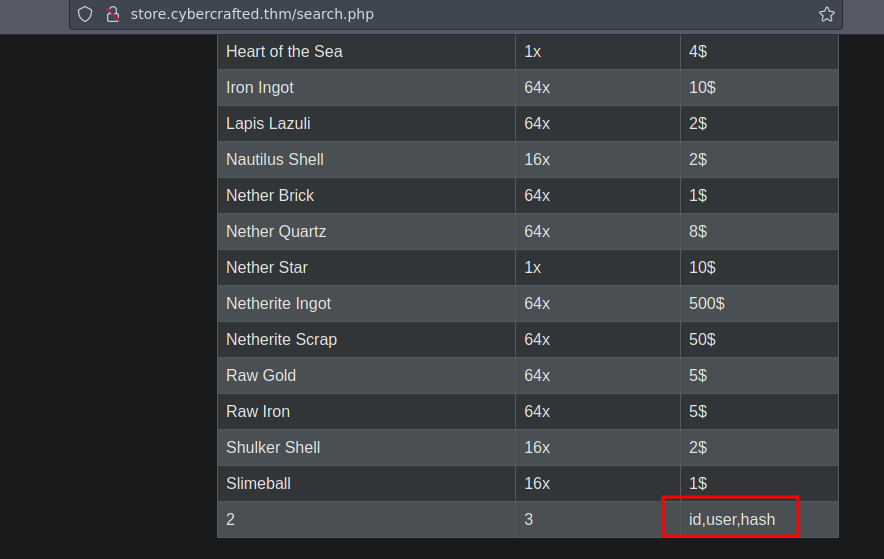 store.cybercrafted.thm/search.php
Heart of the Sea 1x 4$
Iron Ingot 64x 10$
Lapis Lazuli 64x 2$
Nautilus Shell 16x 2$
Nether Brick 64x 1$
Nether Quartz 64x 8$
Nether Star 1x 10$
Netherite Ingot 64x 500$
Netherite Scrap 64x 50$
Raw Gold 64x 5$
Raw Iron 64x 5$
Shulker Shell 16x 2$
Slimeball 16x 1$
2 3 id,user,hash